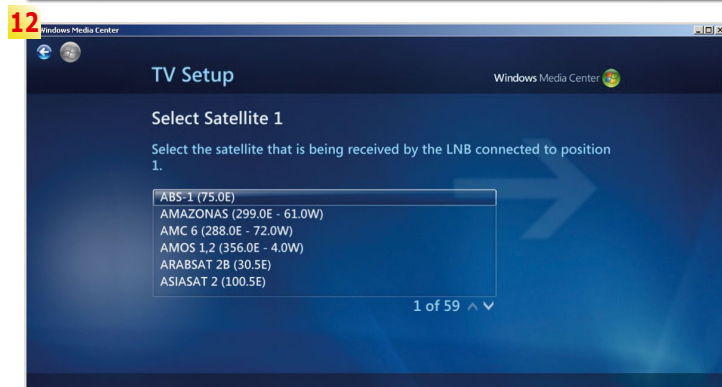 12
Windows Media Center
TV Setup
Windows Media Center
Select Satellite 1
Select the satellite that is being received by the LNB connected to position
1.
ABS-1 (75.0E)
AMAZONAS (299.0E - 61.0W)
AMC 6 (288.0E - 72.0W)
AMOS 1,2 (356.0E - 4.0W)
ARABSAT 2B (30.5E)
ASIASAT 2 (100.5E)
1 of 59